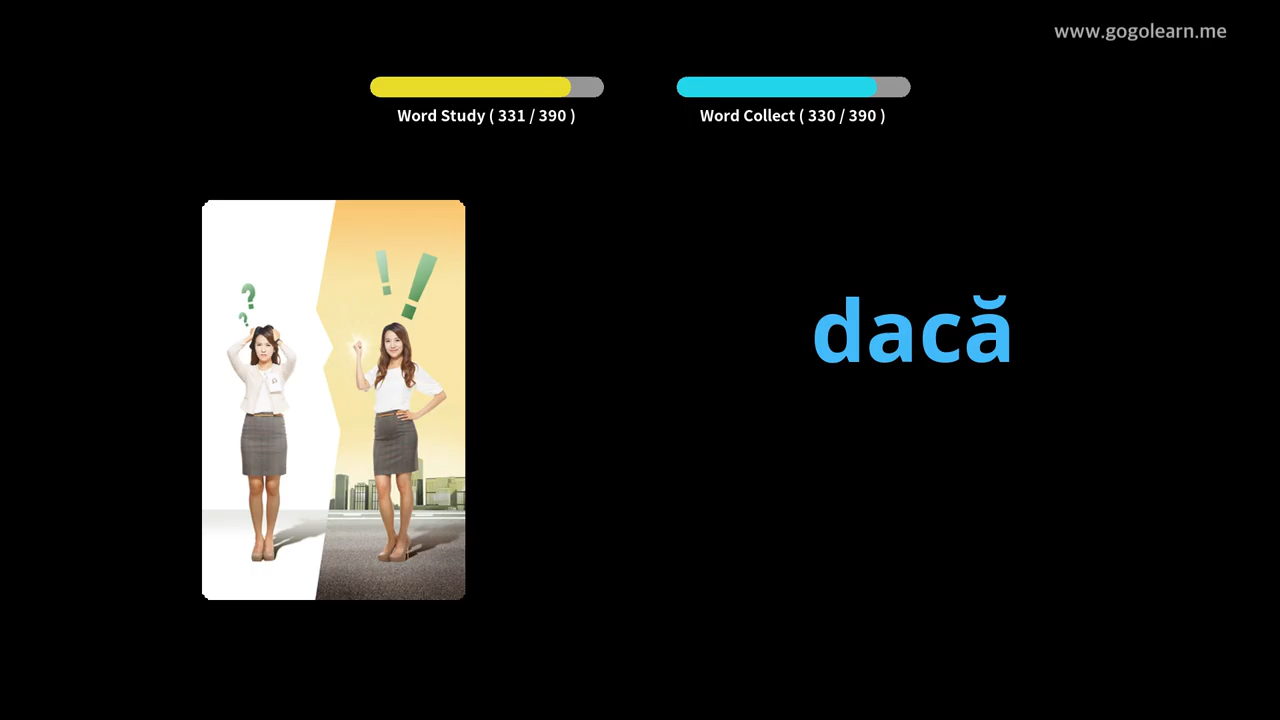 www.gogolearn.me
Word Study ( 331 / 390 )
Word Collect ( 330 / 390 )
? ?
! !
dacă